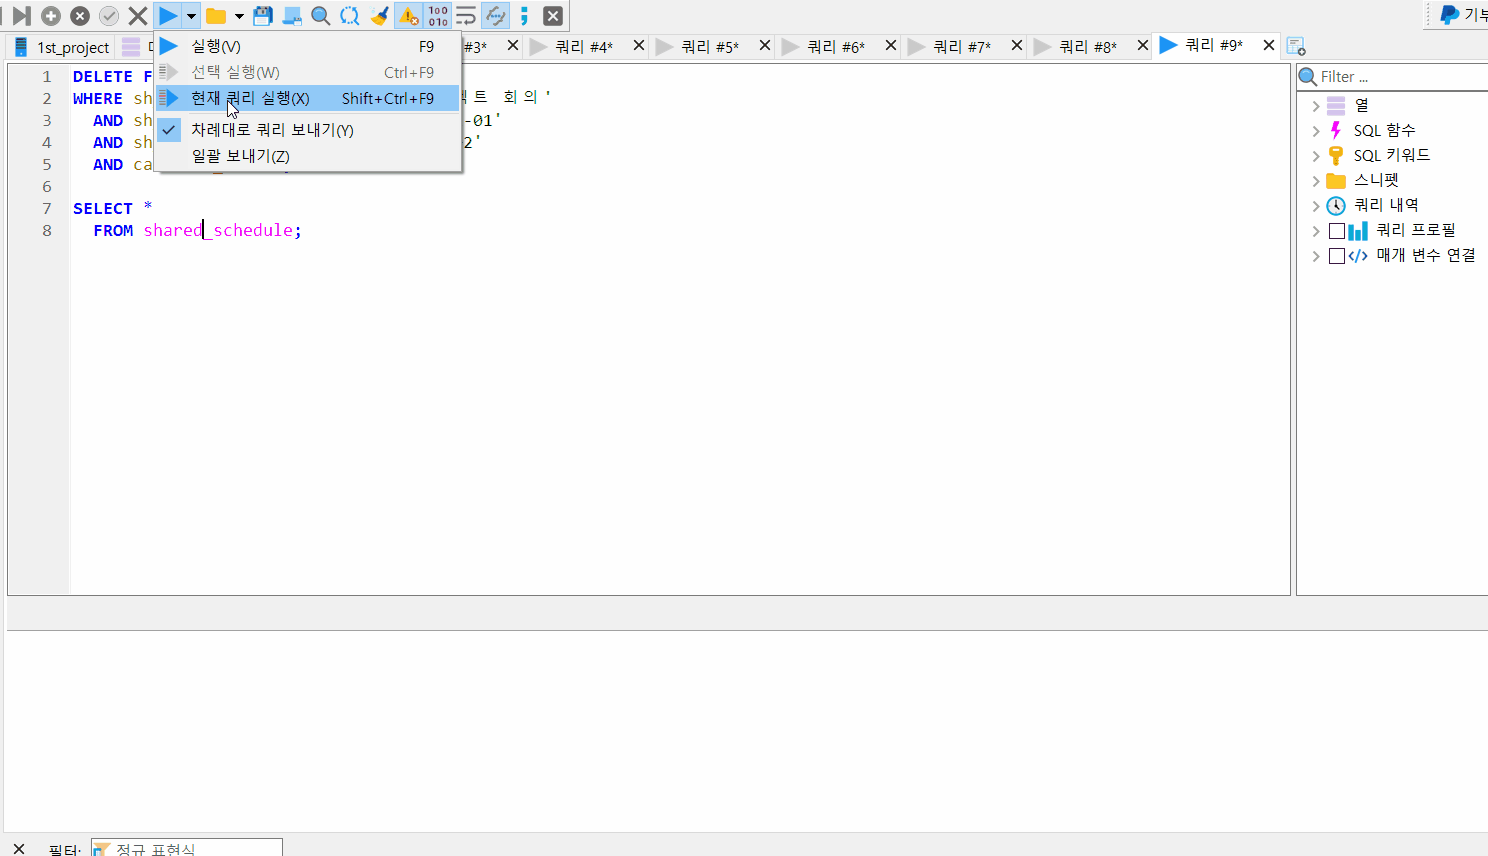 100
010
기부
1st_project
#3*
쿼리 #4*
쿼리 #5*
쿼리 #6*
쿼리 #7*
쿼리 #8*
쿼리 #9*
실행(V) F9
선택 실행(W) Ctrl+F9
현재 쿼리 실행(X) Shift+Ctrl+F9
차례대로 쿼리 보내기(Y)
일괄 보내기(Z)
1 DELETE F
2 WHERE sh 트 회의'
3 AND sh -01'
4 AND sh 2'
5 AND ca
6
7 SELECT *
8 FROM shared_schedule;
Filter ...
열
SQL 함수
SQL 키워드
스니펫
쿼리 내역
쿼리 프로필
매개 변수 연결
필터: 정규 표현식